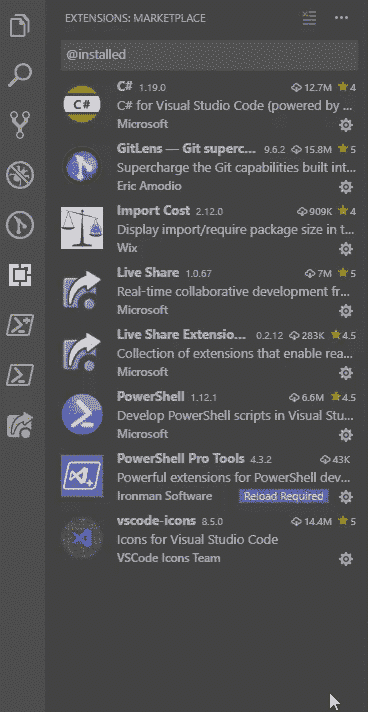 EXTENSIONS: MARKETPLACE
@installed
C# 1.19.0 12.7M 4
C# for Visual Studio Code (powered by ...
Microsoft
GitLens — Git superc... 9.6.2 15.8M 5
Supercharge the Git capabilities built int...
Eric Amodio
Import Cost 2.12.0 909K 4
Display import/require package size in t...
Wix
Live Share 1.0.67 7M 5
Real-time collaborative development fr...
Microsoft
Live Share Extensio... 0.2.12 283K 4.5
Collection of extensions that enable rea...
Microsoft
PowerShell 1.12.1 6.6M 4.5
Develop PowerShell scripts in Visual Stu...
Microsoft
PowerShell Pro Tools 4.3.2 43K
Powerful extensions for PowerShell dev...
Ironman Software Reload Required
vscode-icons 8.5.0 14.4M 5
Icons for Visual Studio Code
VSCode Icons Team